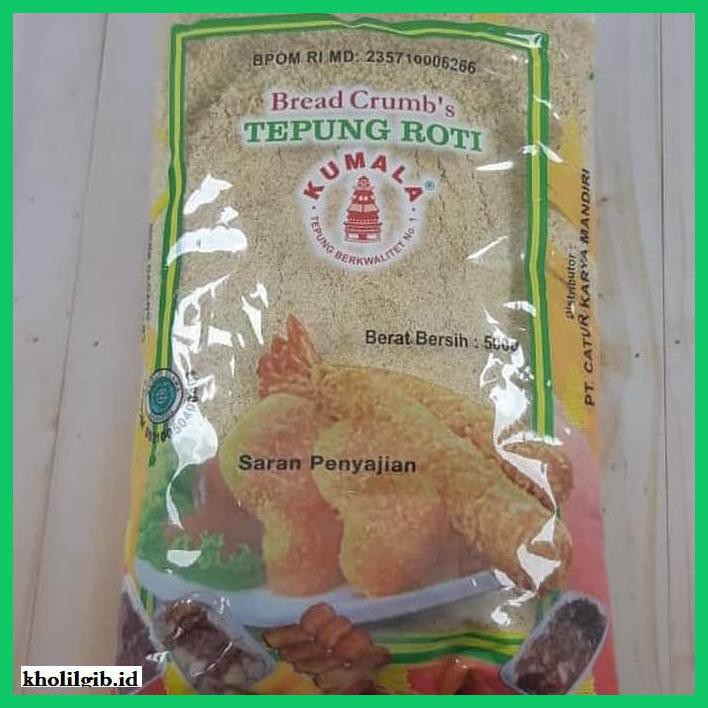 BPOM RI MD: 235710006266
Bread Crumb's
TEPUNG ROTI
KUMALA®
TEPUNG BERKWALITET No. 1
Distributor :
PT. CATUR KARYA MANDIRI
Berat Bersih :
Saran Penyajian
kholilgib.id